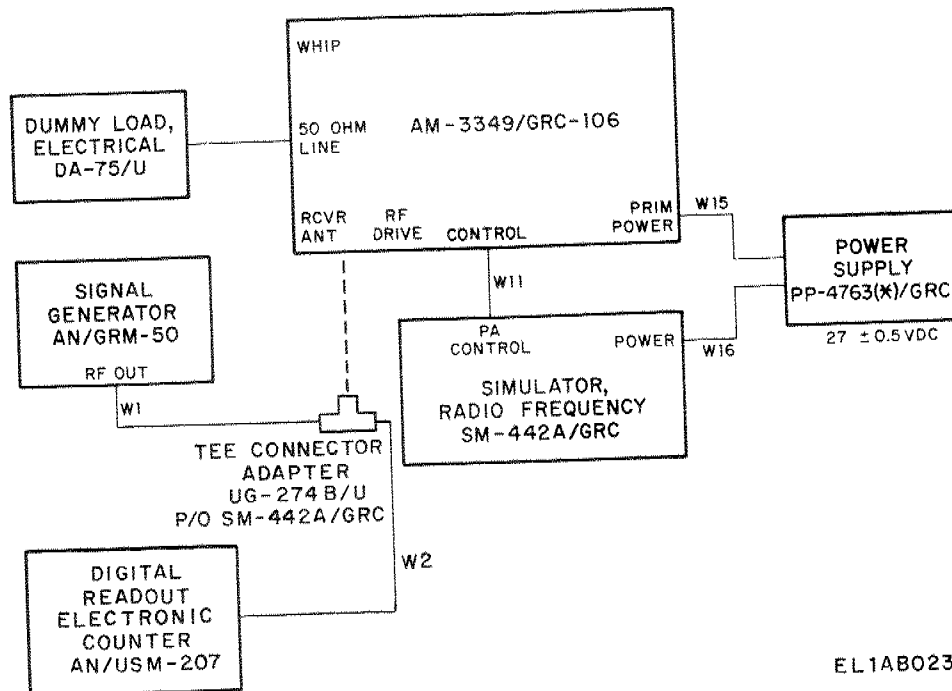 WHIP
50 OHM
LINE
AM-3349/GRC-106
RCVR
ANT
RF
DRIVE
CONTROL
PRIM
POWER
DUMMY LOAD,
ELECTRICAL
DA-75/U
W15
POWER
SUPPLY
PP-4763(*)/GRC
27 ±0.5VDC
W11
W16
SIGNAL
GENERATOR
AN/GRM-50
RF OUT
W1
PA
CONTROL
POWER
SIMULATOR,
RADIO FREQUENCY
SM-442A/GRC
TEE CONNECTOR
ADAPTER
UG-274B/U
P/O SM-442A/GRC
W2
DIGITAL
READOUT
ELECTRONIC
COUNTER
AN/USM-207
EL1AB023